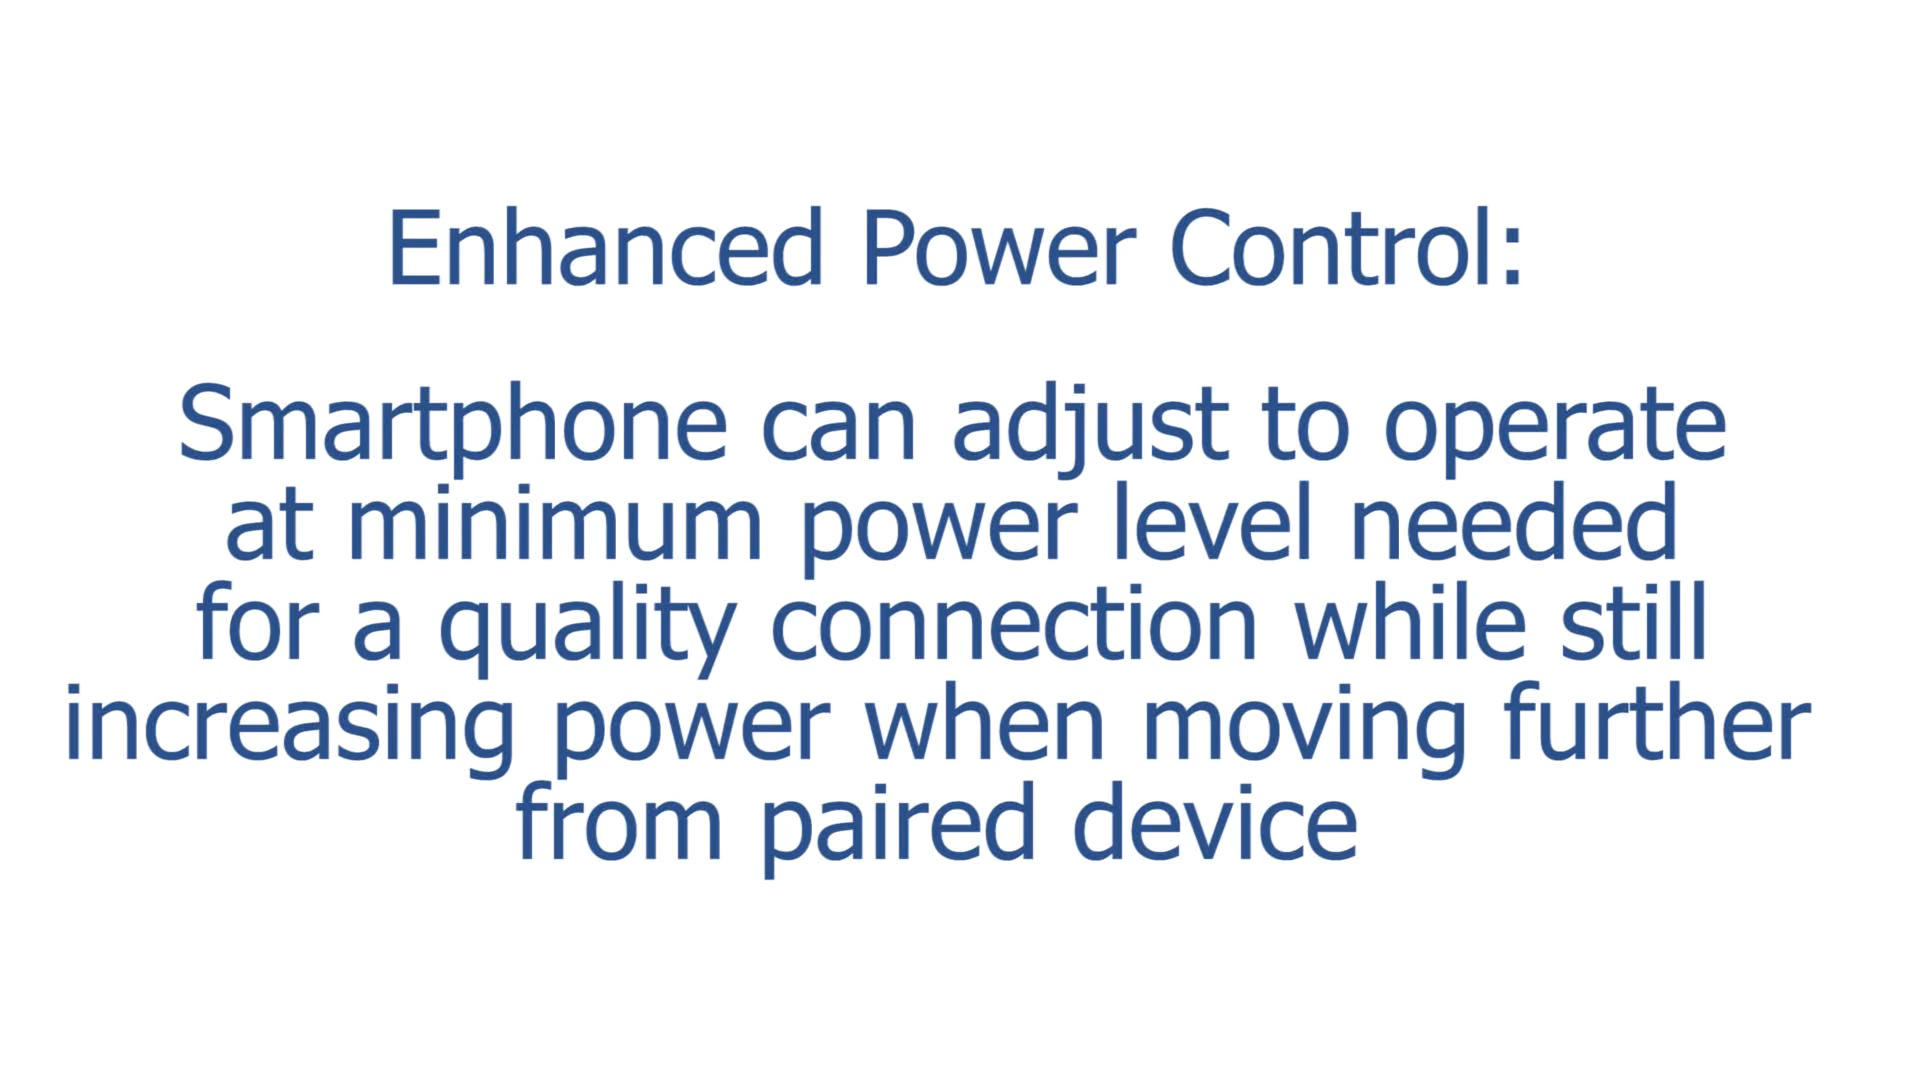 Enhanced Power Control:
Smartphone can adjust to operate
at minimum power level needed
for a quality connection while still
increasing power when moving further
from paired device